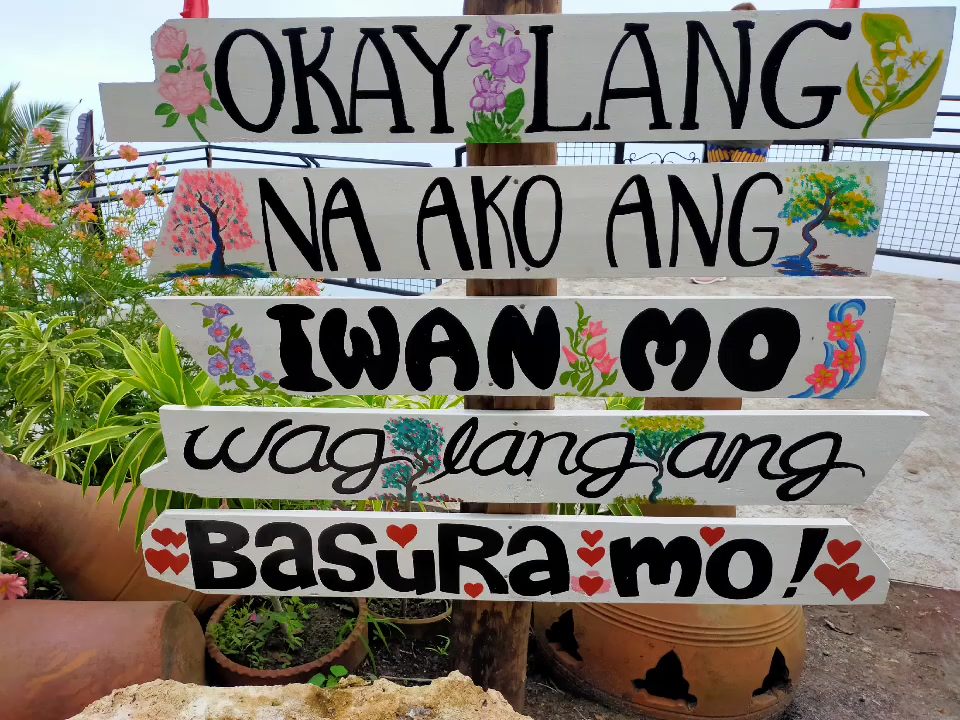 OKAY LANG
NA AKO ANG
IWAN MO
wag lang ang
BasuRa mo!